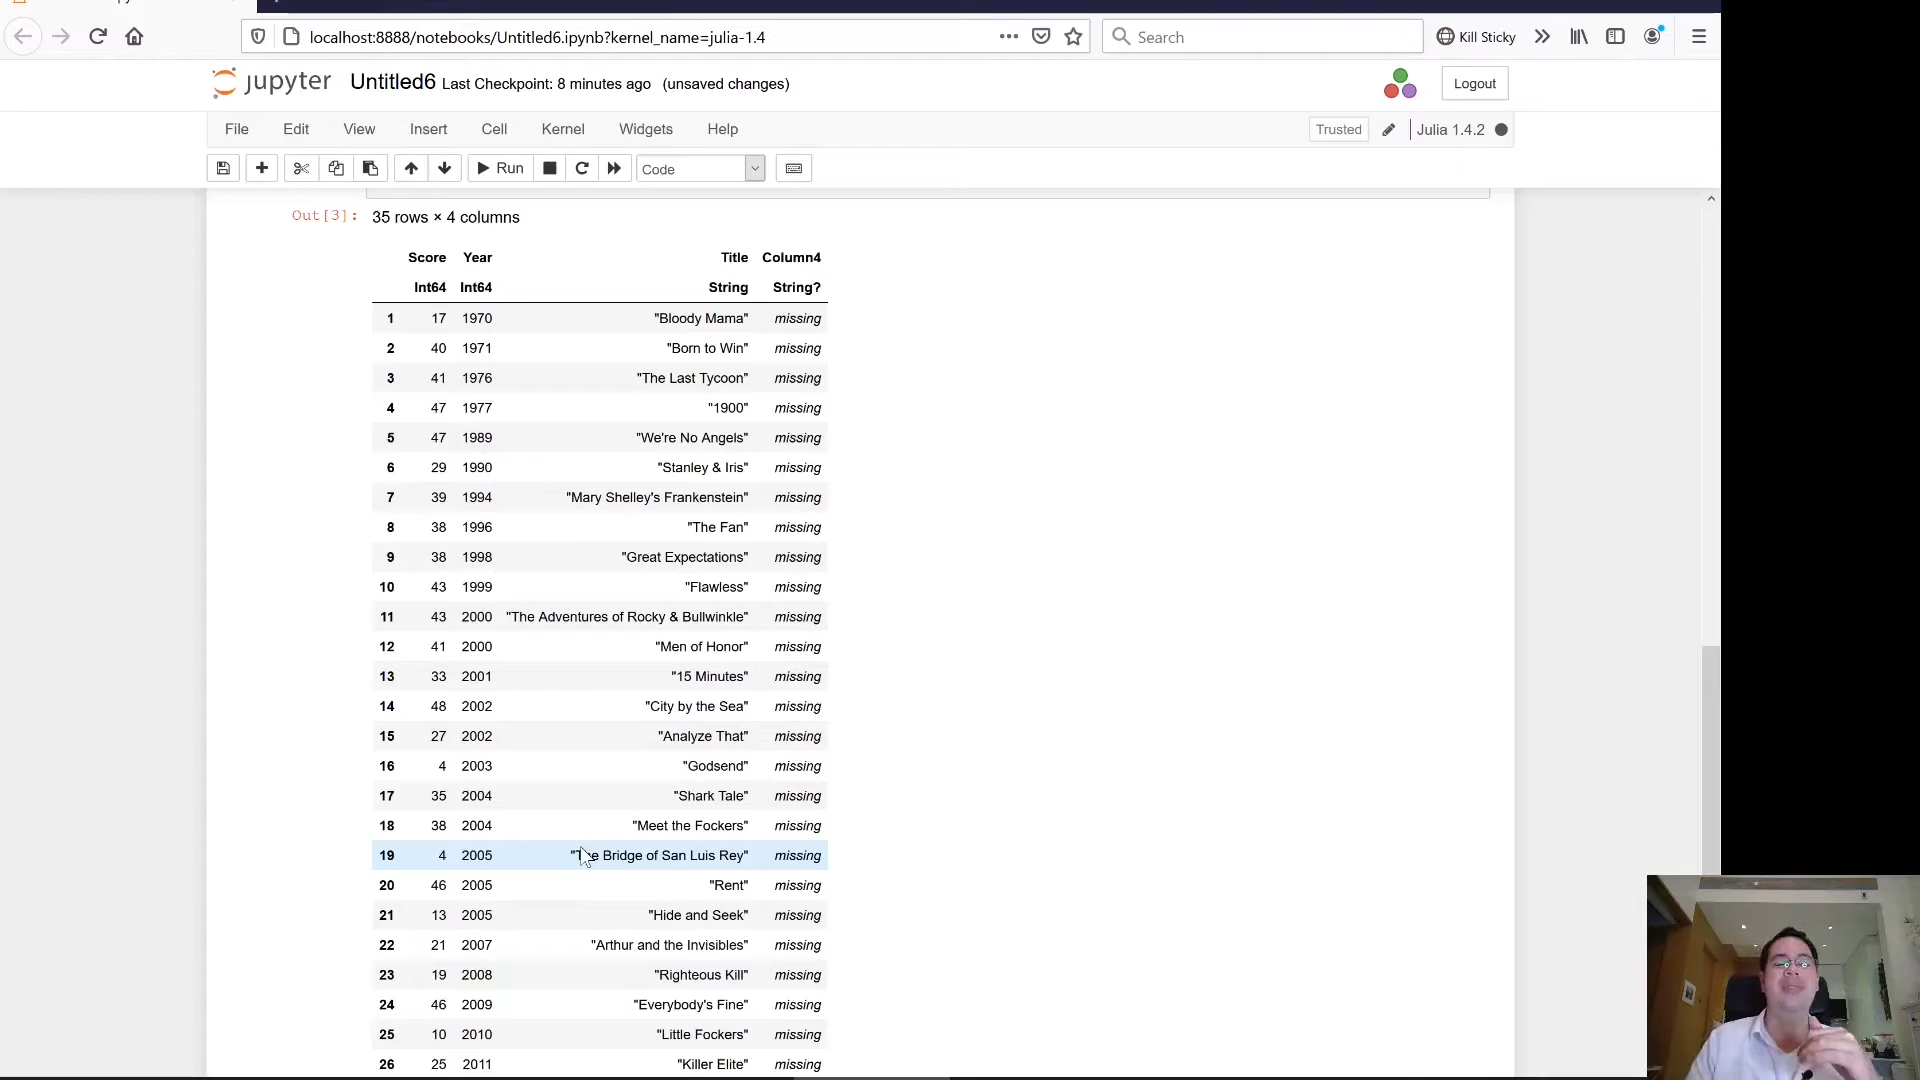 localhost:8888/notebooks/Untitled6.ipynb?kernel_name=julia-1.4
Search
Kill Sticky
jupyter Untitled6 Last Checkpoint: 8 minutes ago (unsaved changes)
Logout
File Edit View Insert Cell Kernel Widgets Help
Trusted
Julia 1.4.2
Run
Code
Out[3]: 35 rows × 4 columns
Score Year Title Column4
Int64 Int64 String String?
1 17 1970 "Bloody Mama" missing
2 40 1971 "Born to Win" missing
3 41 1976 "The Last Tycoon" missing
4 47 1977 "1900" missing
5 47 1989 "We're No Angels" missing
6 29 1990 "Stanley & Iris" missing
7 39 1994 "Mary Shelley's Frankenstein" missing
8 38 1996 "The Fan" missing
9 38 1998 "Great Expectations" missing
10 43 1999 "Flawless" missing
11 43 2000 "The Adventures of Rocky & Bullwinkle" missing
12 41 2000 "Men of Honor" missing
13 33 2001 "15 Minutes" missing
14 48 2002 "City by the Sea" missing
15 27 2002 "Analyze That" missing
16 4 2003 "Godsend" missing
17 35 2004 "Shark Tale" missing
18 38 2004 "Meet the Fockers" missing
19 4 2005 "The Bridge of San Luis Rey" missing
20 46 2005 "Rent" missing
21 13 2005 "Hide and Seek" missing
22 21 2007 "Arthur and the Invisibles" missing
23 19 2008 "Righteous Kill" missing
24 46 2009 "Everybody's Fine" missing
25 10 2010 "Little Fockers" missing
26 25 2011 "Killer Elite" missing